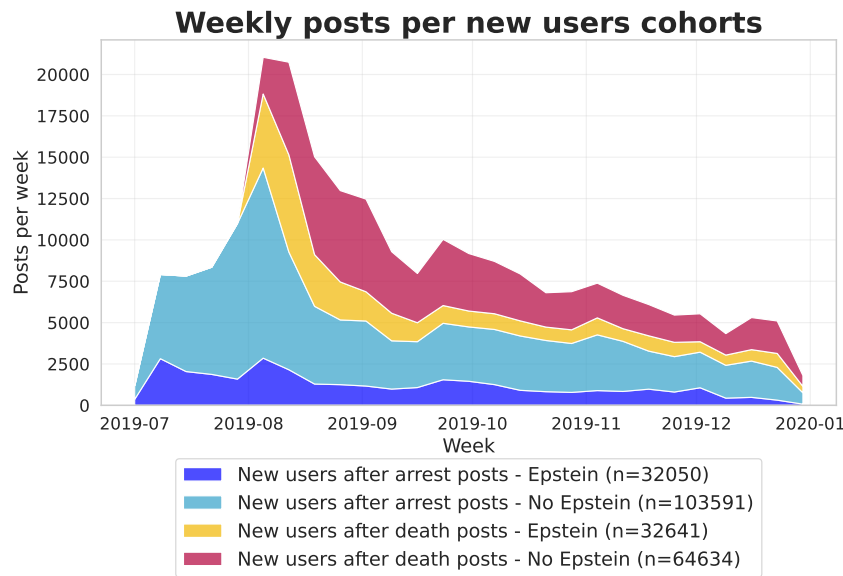 Weekly posts per new users cohorts
Posts per week
20000
17500
15000
12500
10000
7500
5000
2500
0
2019-07 2019-08 2019-09 2019-10 2019-11 2019-12 2020-01
Week
New users after arrest posts - Epstein (n=32050)
New users after arrest posts - No Epstein (n=103591)
New users after death posts - Epstein (n=32641)
New users after death posts - No Epstein (n=64634)